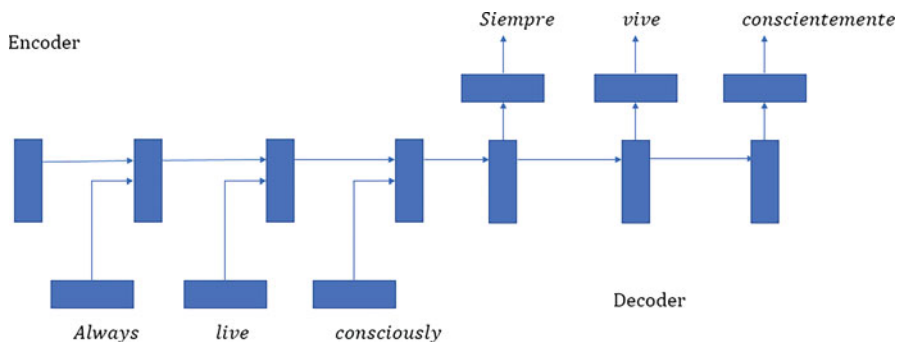 Siempre vive conscientemente
Encoder
Decoder
Always live consciously